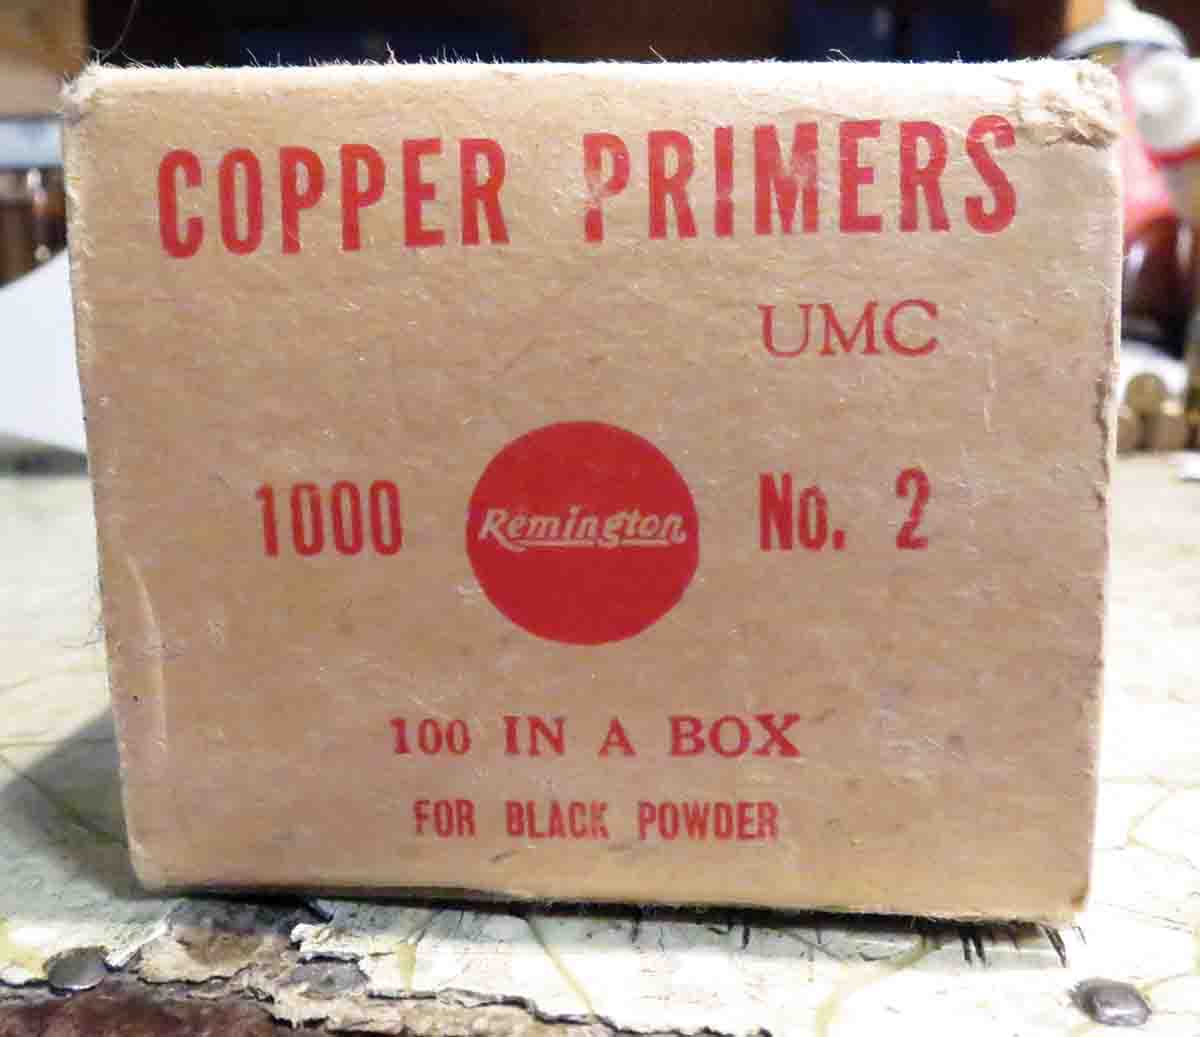 COPPER PRIMERS
UMC
1000 Remington No. 2
100 IN A BOX
FOR BLACK POWDER